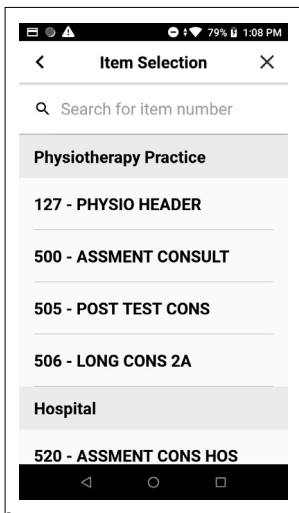 79% 1:08 PM
Item Selection
Search for item number
Physiotherapy Practice
127 - PHYSIO HEADER
500 - ASSMENT CONSULT
505 - POST TEST CONS
506 - LONG CONS 2A
Hospital
520 - ASSMENT CONS HOS